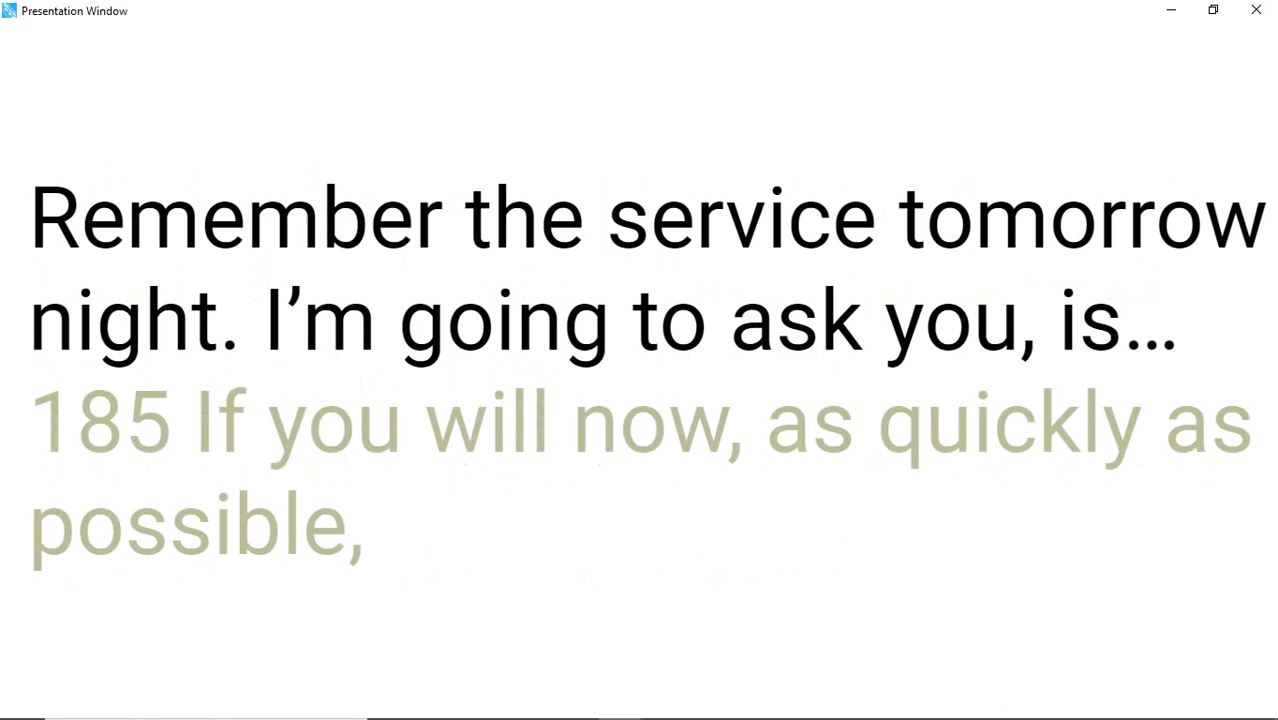 Presentation Window
Remember the service tomorrow
night. I’m going to ask you, is…
185 If you will now, as quickly as
possible,